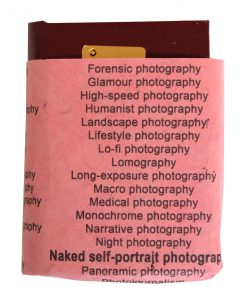 Forensic photography
Glamour photography
High-speed photography
Humanist photography
Landscape photography
Lifestyle photography
Lo-fi photography
Lomography
Long-exposure photography
Macro photography
Medical photography
Monochrome photography
Narrative photography
Night photography
Naked self-portrait photograp
Panoramic photography
Photojournalism